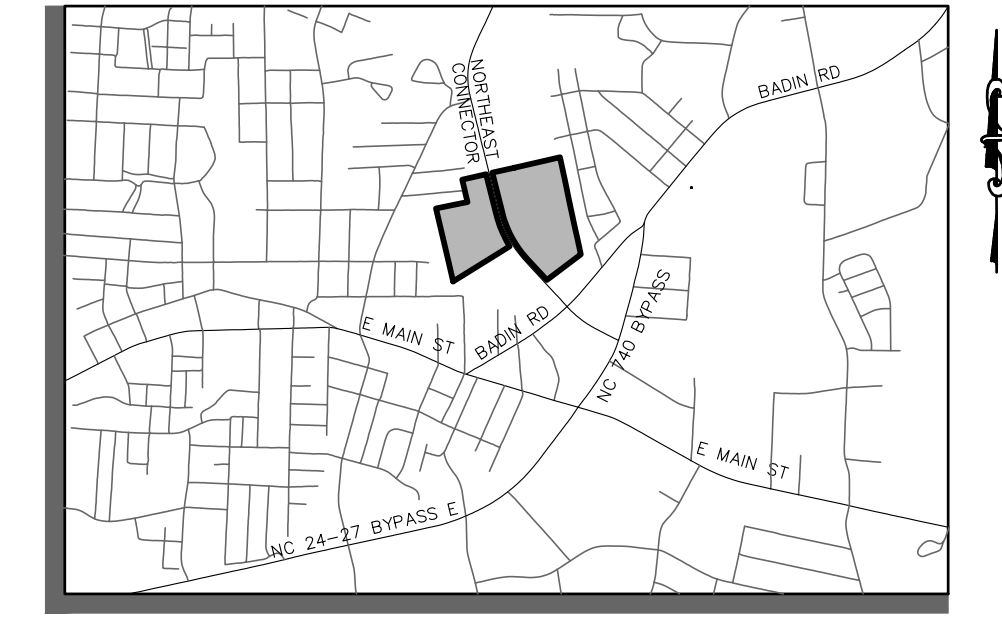 BADIN RD
NORTHEAST
CONNECTOR
NC 740 BYPASS
E MAIN ST
BADIN RD
E MAIN ST
NC 24-27 BYPASS E